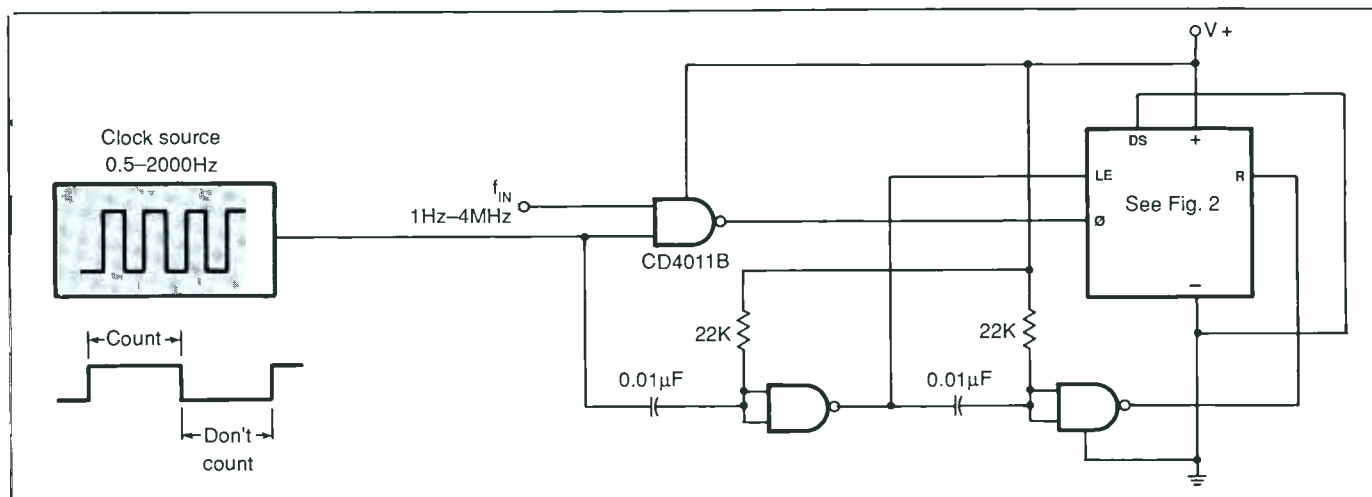 V +
Clock source
0.5–2000Hz
DS
+
LE
R
f IN
1Hz–4MHz
See Fig. 2
Ø
CD4011B
–
Count
22K
22K
0.01µF
0.01µF
Don't
count